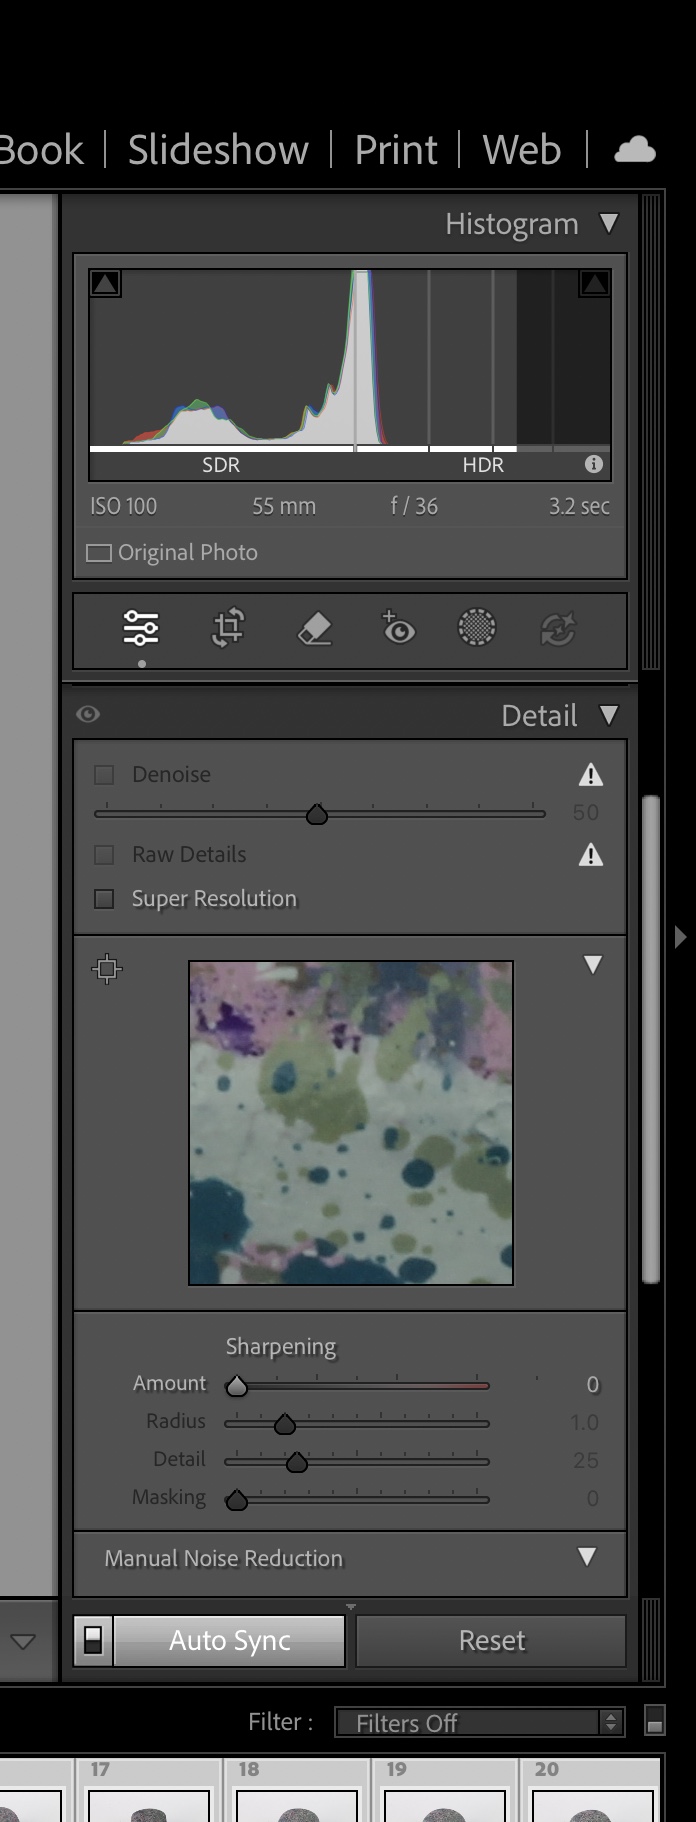 Book | Slideshow | Print | Web |
Histogram
SDR HDR
ISO 100 55 mm f / 36 3.2 sec
Original Photo
Detail
Denoise
50
Raw Details
Super Resolution
Sharpening
Amount 0
Radius 1.0
Detail 25
Masking 0
Manual Noise Reduction
Auto Sync Reset
Filter : Filters Off
17 18 19 20